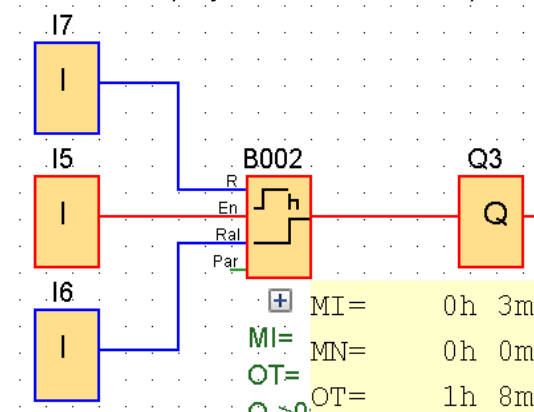 I7
I
I5 B002 Q3
R
I En Q
Ral
Par
I6
I
MI= 0h 3m
MI=
MN= 0h 0m
OT=
OT= 1h 8m